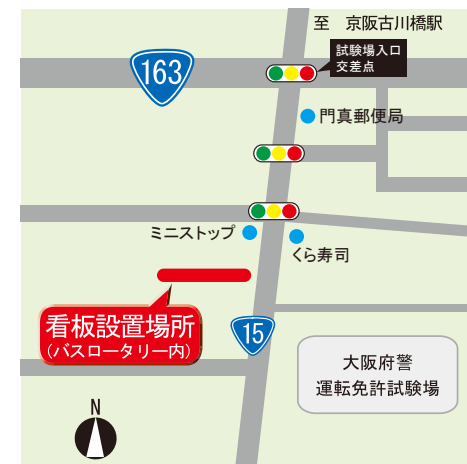 至 京阪古川橋駅
試験場入口
交差点
163
門真郵便局
ミニストップ
くら寿司
看板設置場所
(バスロータリー内)
15
大阪府警
運転免許試験場
N